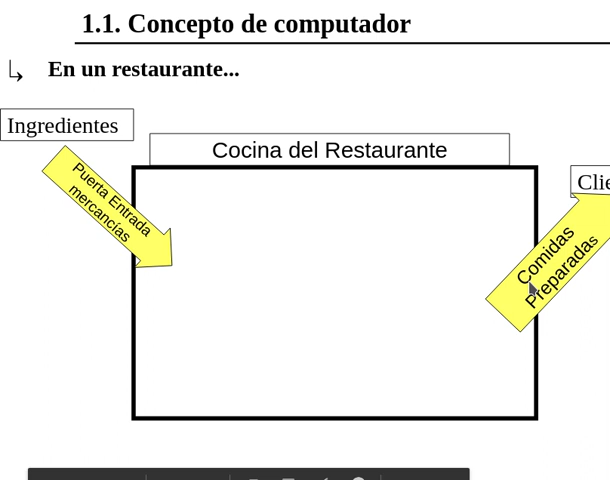 1.1. Concepto de computador
En un restaurante...
Ingredientes
Cocina del Restaurante
Puerta Entrada
mercancías
Comidas
Preparadas